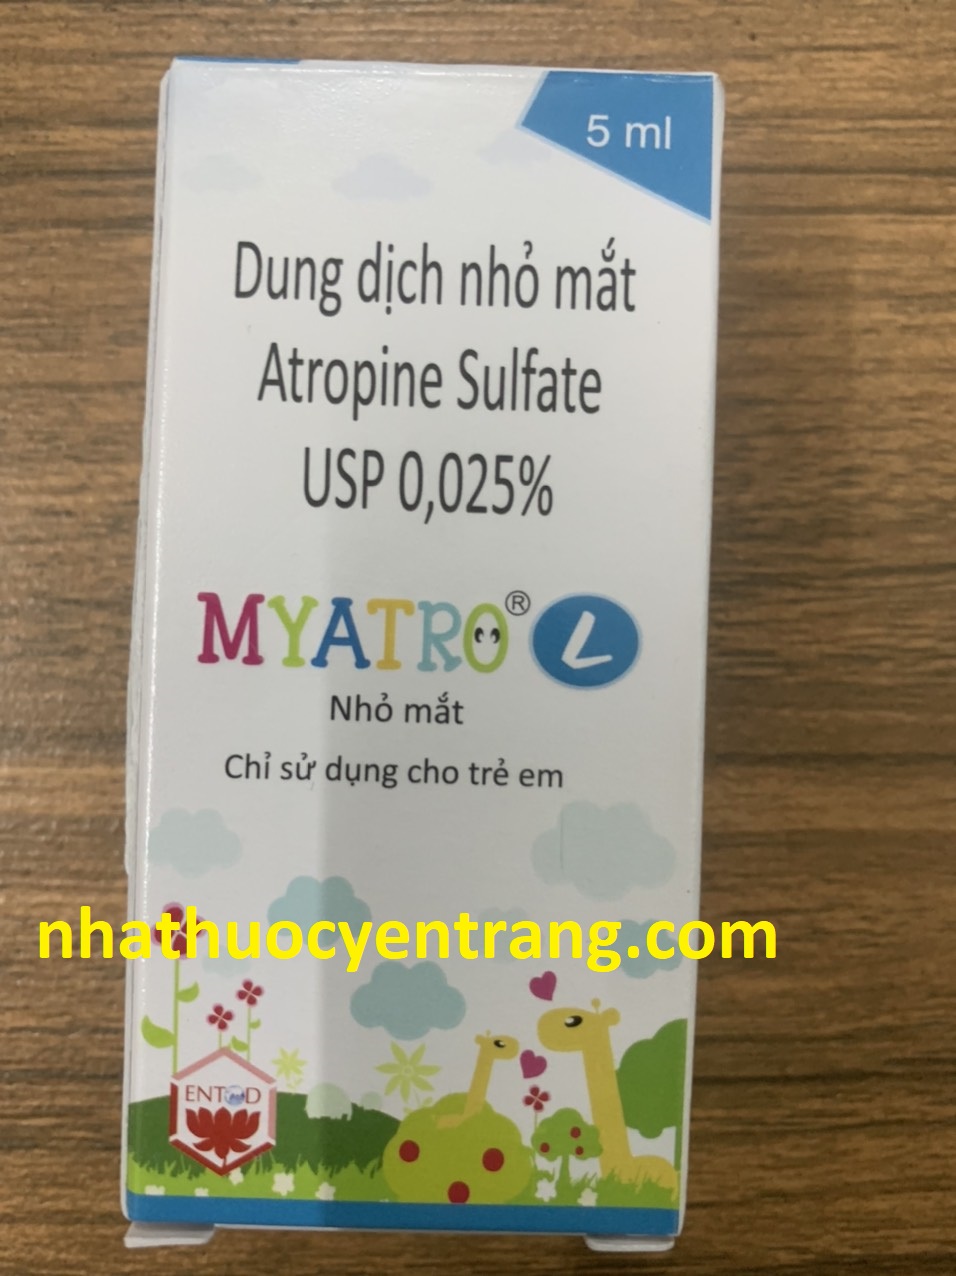 5 ml
Dung dịch nhỏ mắt
Atropine Sulfate
USP 0,025%
MYATRO® L
Nhỏ mắt
Chỉ sử dụng cho trẻ em
nhathuocyentrang.com
ENTOD